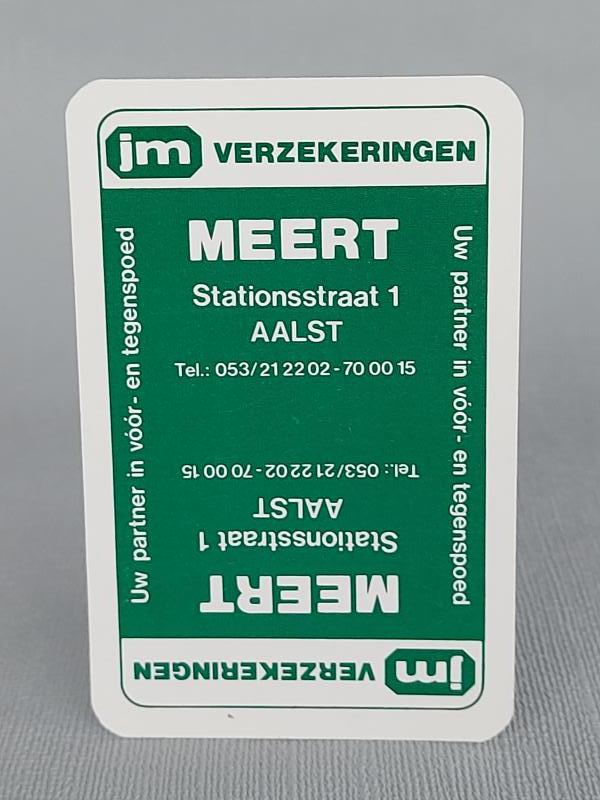 jm VERZEKERINGEN
MEERT
Stationsstraat 1
AALST
Tel.: 053/21 22 02 - 70 00 15
Uw partner in vóór- en tegenspoed
Uw partner in vóór- en tegenspoed
Tel.: 053/21 22 02 - 70 00 15
AALST
Stationsstraat 1
MEERT
jm VERZEKERINGEN